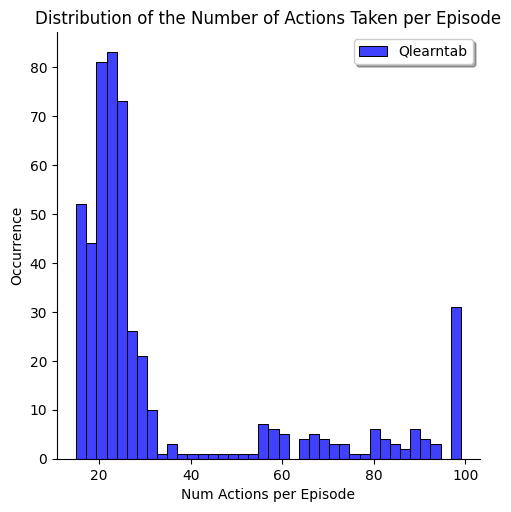 Distribution of the Number of Actions Taken per Episode
Qlearntab
80
70
60
50
40
30
20
10
0
Occurrence
20 40 60 80 100
Num Actions per Episode